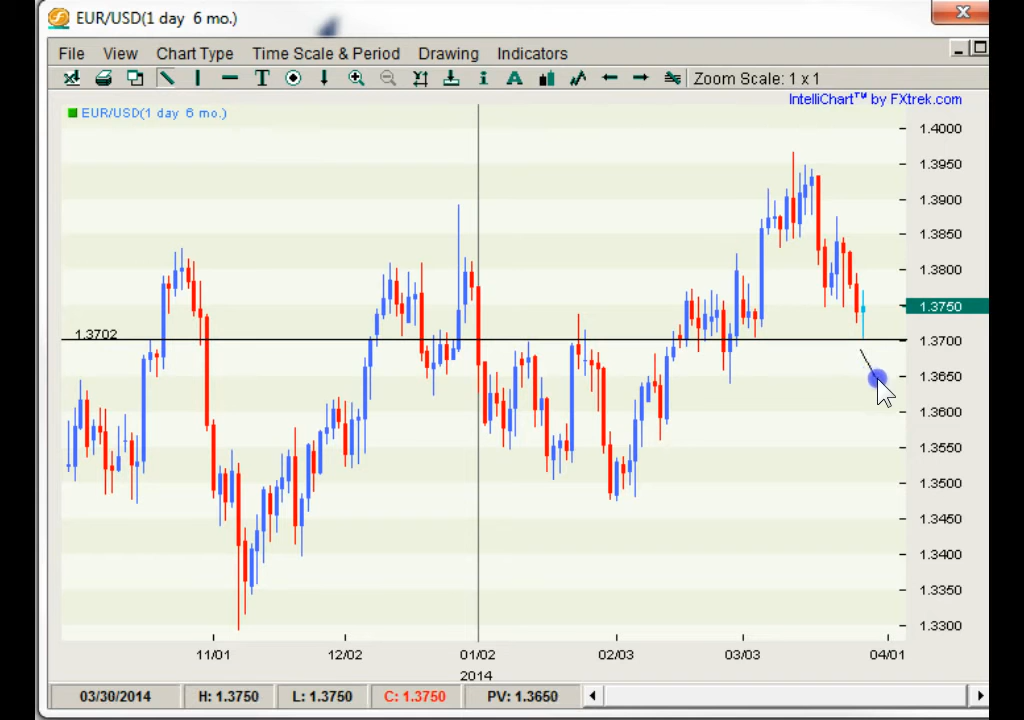 EUR/USD(1 day 6 mo.)
File View Chart Type Time Scale & Period Drawing Indicators
T i A Zoom Scale: 1 x 1
IntelliChart™ by FXtrek.com
EUR/USD(1 day 6 mo.)
1.4000
1.3950
1.3900
1.3850
1.3800
1.3750
1.3702
1.3700
1.3650
1.3600
1.3550
1.3500
1.3450
1.3400
1.3350
1.3300
11/01 12/02 01/02 02/03 03/03 04/01
2014
03/30/2014 H: 1.3750 L: 1.3750 C: 1.3750 PV: 1.3650